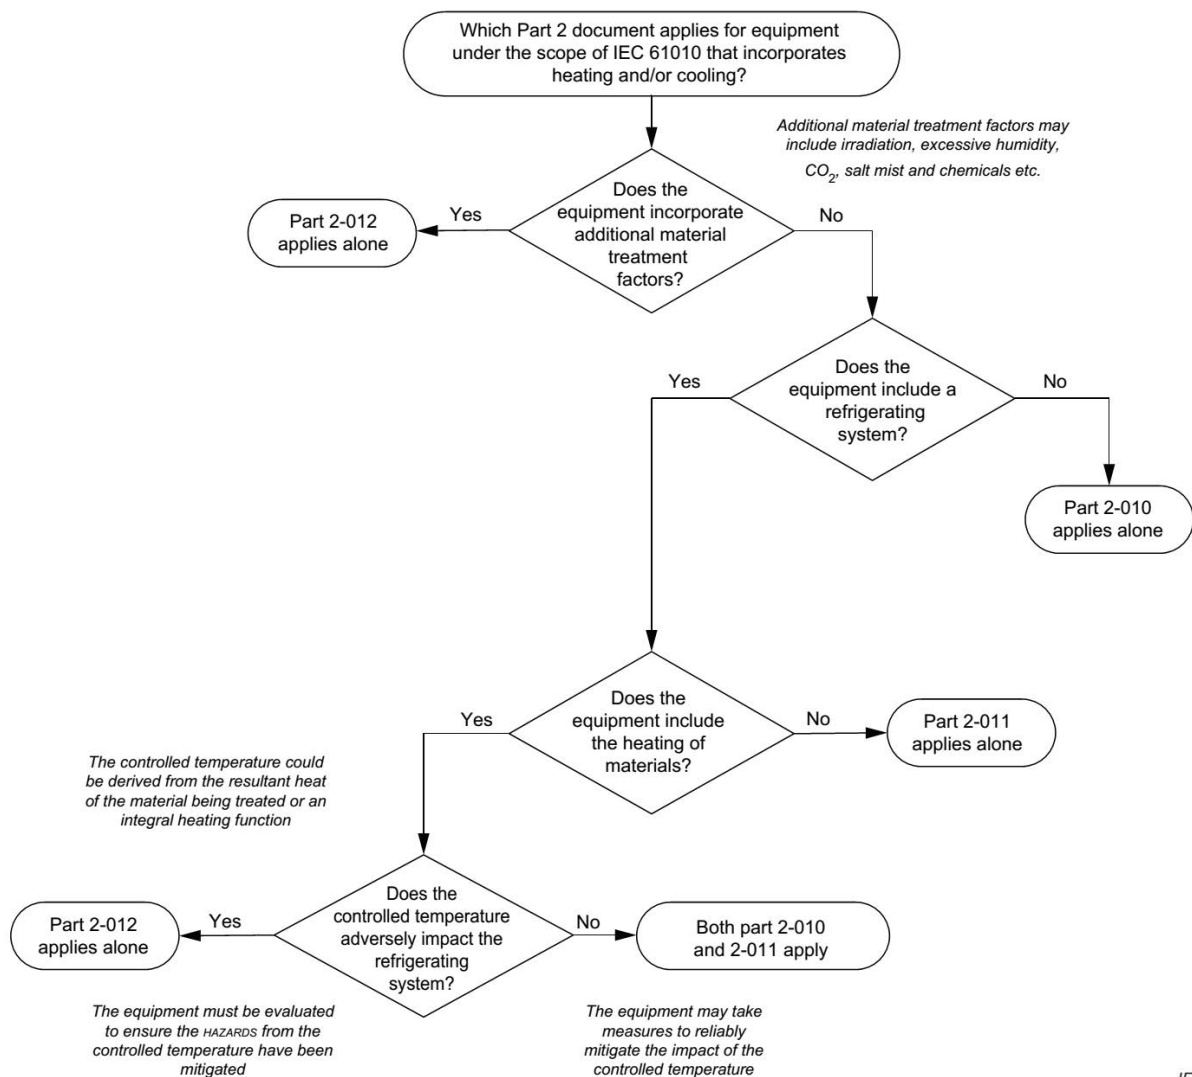 Which Part 2 document applies for equipment
under the scope of IEC 61010 that incorporates
heating and/or cooling?
Additional material treatment factors may
include irradiation, excessive humidity,
CO2, salt mist and chemicals etc.
Does the
equipment incorporate
additional material
treatment
factors?
Yes
No
Part 2-012
applies alone
Does the
equipment include a
refrigerating
system?
Yes
No
Part 2-010
applies alone
Does the
equipment include
the heating of
materials?
Yes
No
Part 2-011
applies alone
The controlled temperature could
be derived from the resultant heat
of the material being treated or an
integral heating function
Does the
controlled temperature
adversely impact the
refrigerating
system?
Yes
No
Part 2-012
applies alone
Both part 2-010
and 2-011 apply
The equipment must be evaluated
to ensure the HAZARDS from the
controlled temperature have been
mitigated
The equipment may take
measures to reliably
mitigate the impact of the
controlled temperature